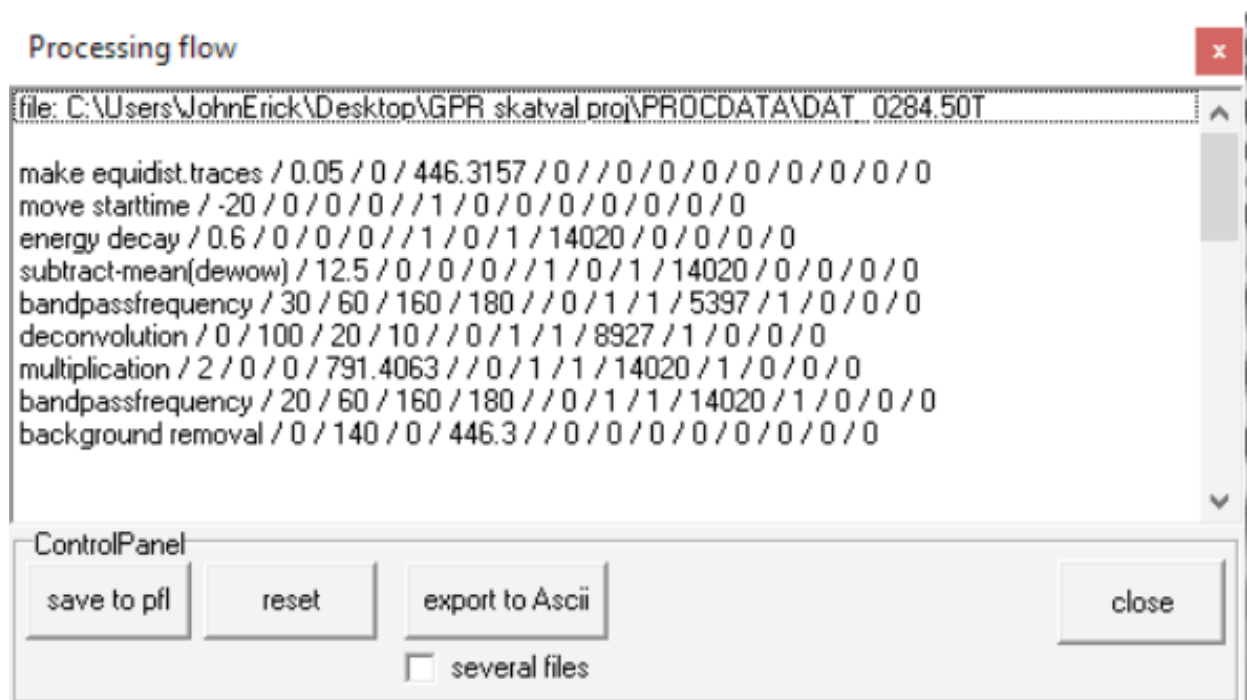 Processing flow
x
file: C:\Users\JohnErick\Desktop\GPR skatval proj\PROCDATA\DAT_0284.50T
make equidist.traces / 0.05 / 0 / 446.3157 / 0 / / 0 / 0 / 0 / 0 / 0 / 0 / 0 / 0
move starttime / -20 / 0 / 0 / 0 / / 1 / 0 / 0 / 0 / 0 / 0 / 0 / 0
energy decay / 0.6 / 0 / 0 / 0 / / 1 / 0 / 1 / 14020 / 0 / 0 / 0 / 0
subtract-mean(dewow) / 12.5 / 0 / 0 / 0 / / 1 / 0 / 1 / 14020 / 0 / 0 / 0 / 0
bandpassfrequency / 30 / 60 / 160 / 180 / / 0 / 1 / 1 / 5397 / 1 / 0 / 0 / 0
deconvolution / 0 / 100 / 20 / 10 / / 0 / 1 / 1 / 8927 / 1 / 0 / 0 / 0
multiplication / 2 / 0 / 0 / 791.4063 / / 0 / 1 / 1 / 14020 / 1 / 0 / 0 / 0
bandpassfrequency / 20 / 60 / 160 / 180 / / 0 / 1 / 1 / 14020 / 1 / 0 / 0 / 0
background removal / 0 / 140 / 0 / 446.3 / / 0 / 0 / 0 / 0 / 0 / 0 / 0 / 0
ControlPanel
save to pfl
reset
export to Ascii
close
several files